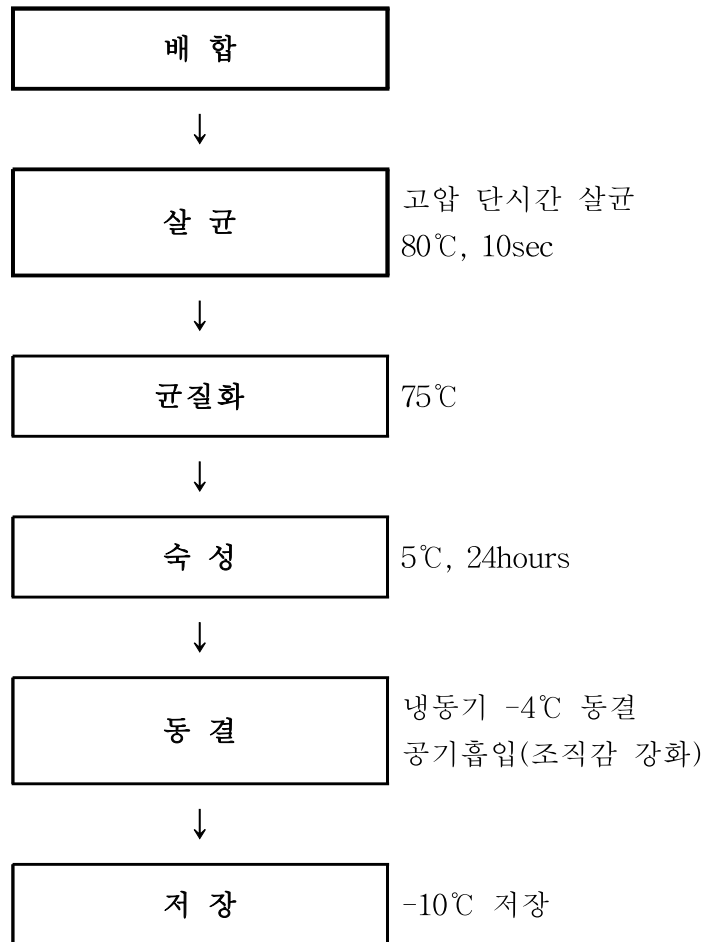 배 합
↓
살 균
고압 단시간 살균
80℃, 10sec
↓
균질화
75℃
↓
숙 성
5℃, 24hours
↓
동 결
냉동기 -4℃ 동결
공기흡입(조직감 강화)
↓
저 장
-10℃ 저장